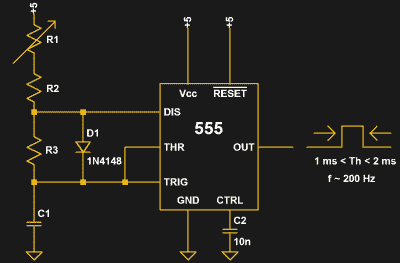 +5
+5
+5
R1
R2
Vcc
RESET
DIS
D1
555
R3
1N4148
THR
OUT
1 ms < Th < 2 ms
f ~ 200 Hz
TRIG
GND
CTRL
C1
C2
10n